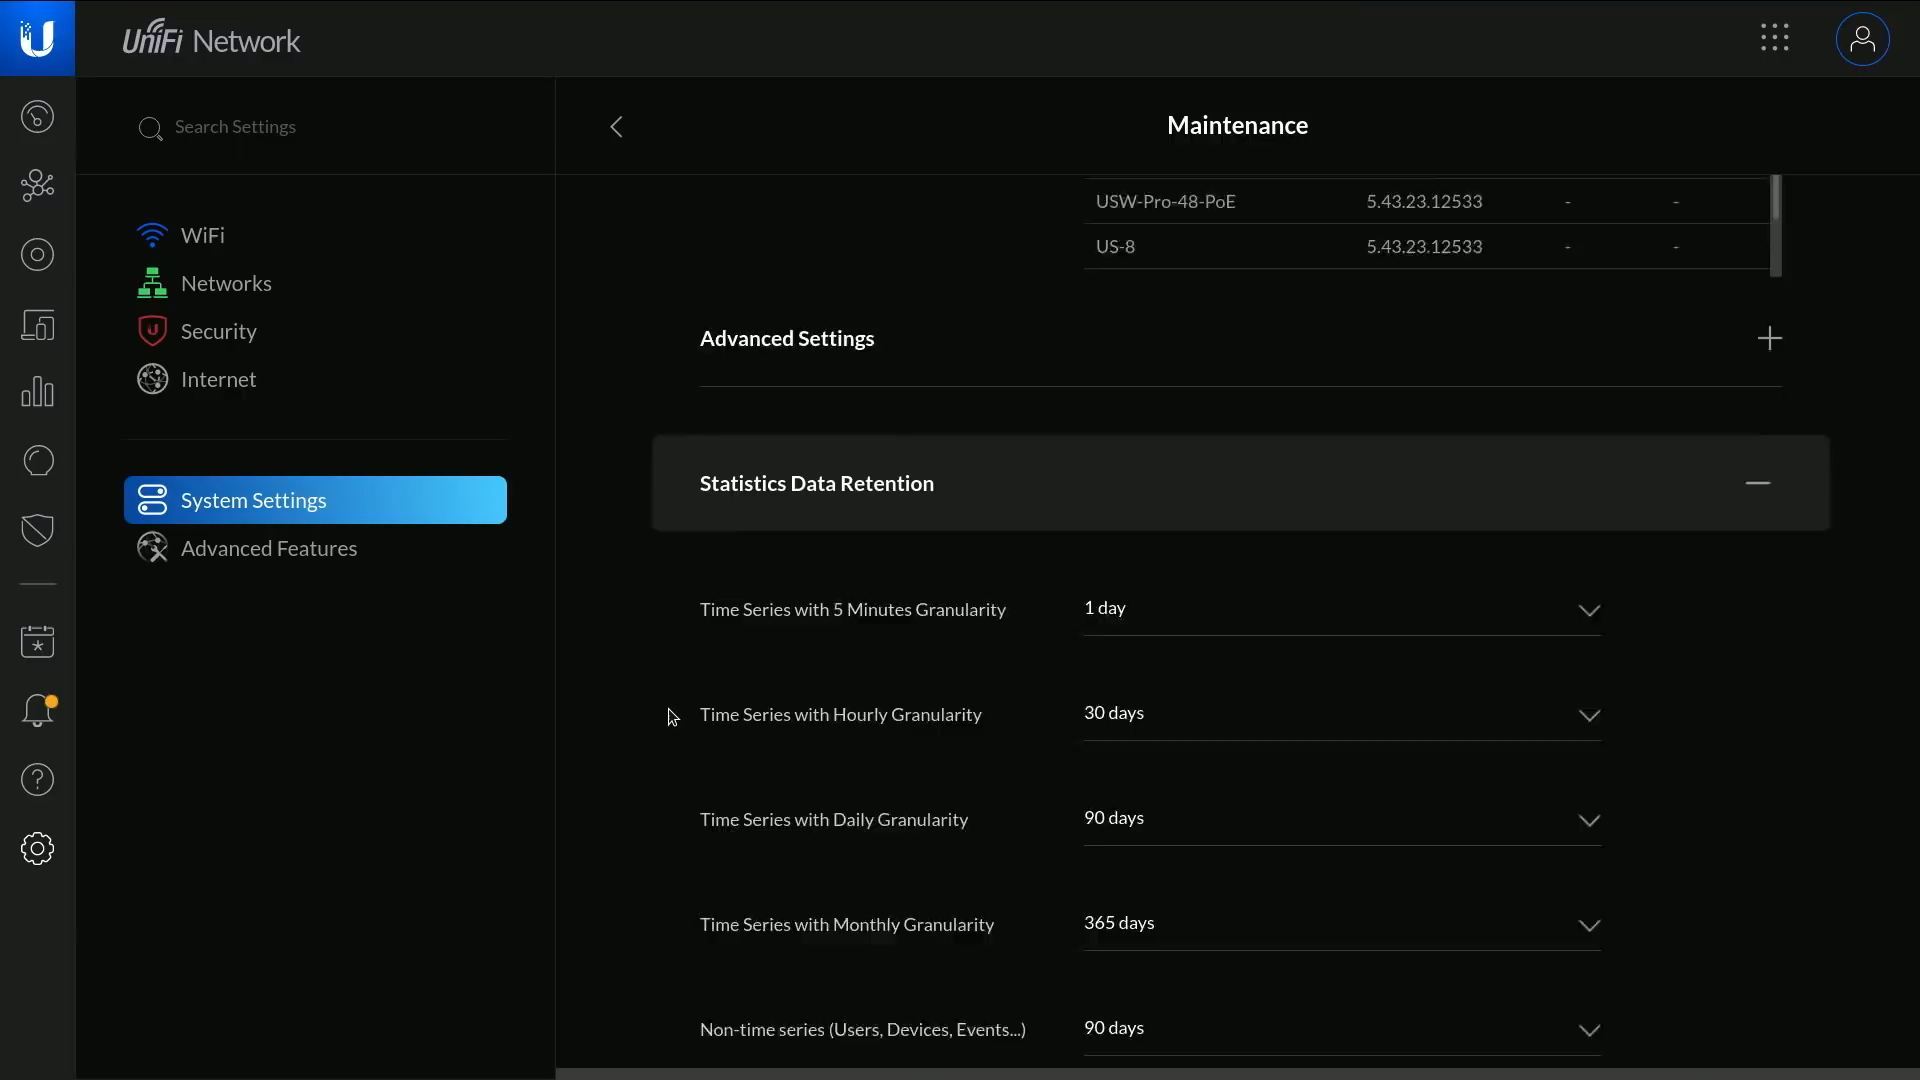 UniFi Network
Search Settings
Maintenance
USW-Pro-48-PoE 5.43.23.12533 - -
US-8 5.43.23.12533 - -
WiFi
Networks
Security
Internet
System Settings
Advanced Features
Advanced Settings
Statistics Data Retention
Time Series with 5 Minutes Granularity 1 day
Time Series with Hourly Granularity 30 days
Time Series with Daily Granularity 90 days
Time Series with Monthly Granularity 365 days
Non-time series (Users, Devices, Events...) 90 days